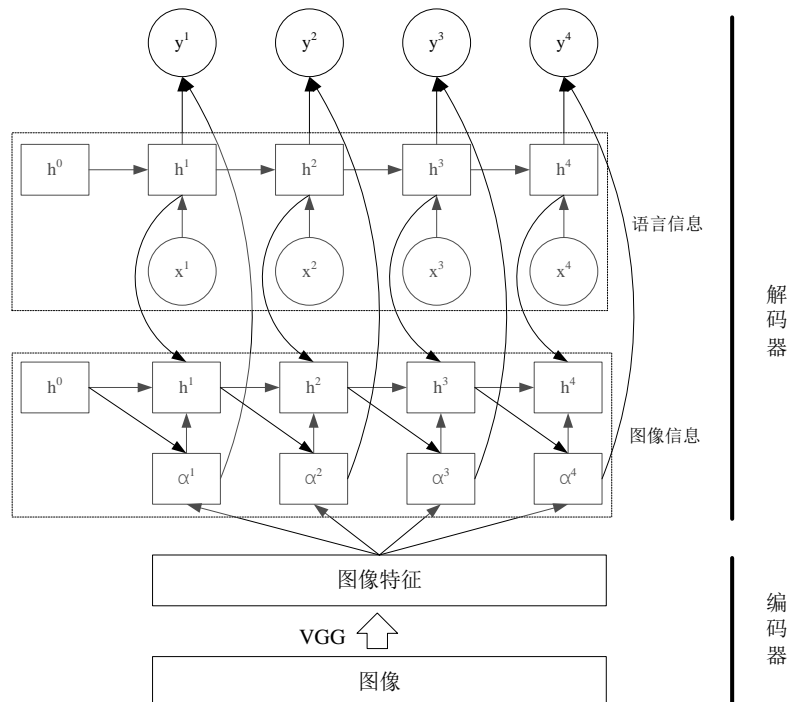 y¹ y² y³ y⁴
h⁰ h¹ h² h³ h⁴
语言信息
x¹ x² x³ x⁴
解码器
h⁰ h¹ h² h³ h⁴
图像信息
α¹ α² α³ α⁴
图像特征
编码器
VGG
图像